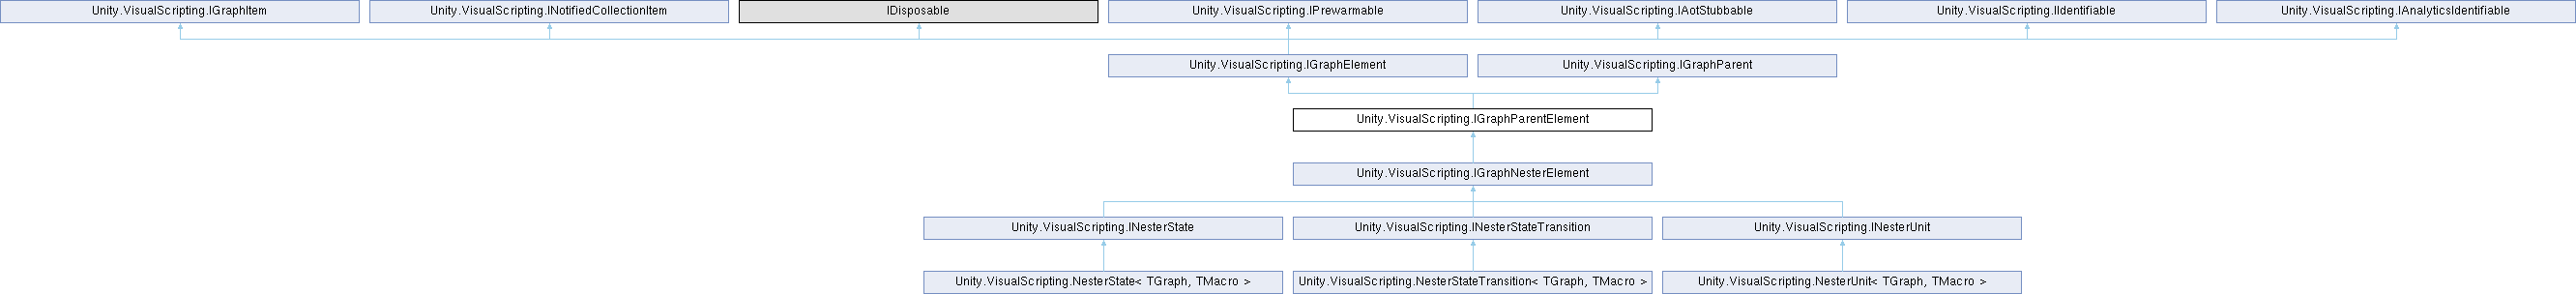 Unity.VisualScripting.IGraphItem
Unity.VisualScripting.INotifiedCollectionItem
IDisposable
Unity.VisualScripting.IPrewarmable
Unity.VisualScripting.IAotStubbable
Unity.VisualScripting.IIdentifiable
Unity.VisualScripting.IAnalyticsIdentifiable
Unity.VisualScripting.IGraphElement
Unity.VisualScripting.IGraphParent
Unity.VisualScripting.IGraphParentElement
Unity.VisualScripting.IGraphNesterElement
Unity.VisualScripting.INesterState
Unity.VisualScripting.INesterStateTransition
Unity.VisualScripting.INesterUnit
Unity.VisualScripting.NesterState< TGraph, TMacro >
Unity.VisualScripting.NesterStateTransition< TGraph, TMacro >
Unity.VisualScripting.NesterUnit< TGraph, TMacro >